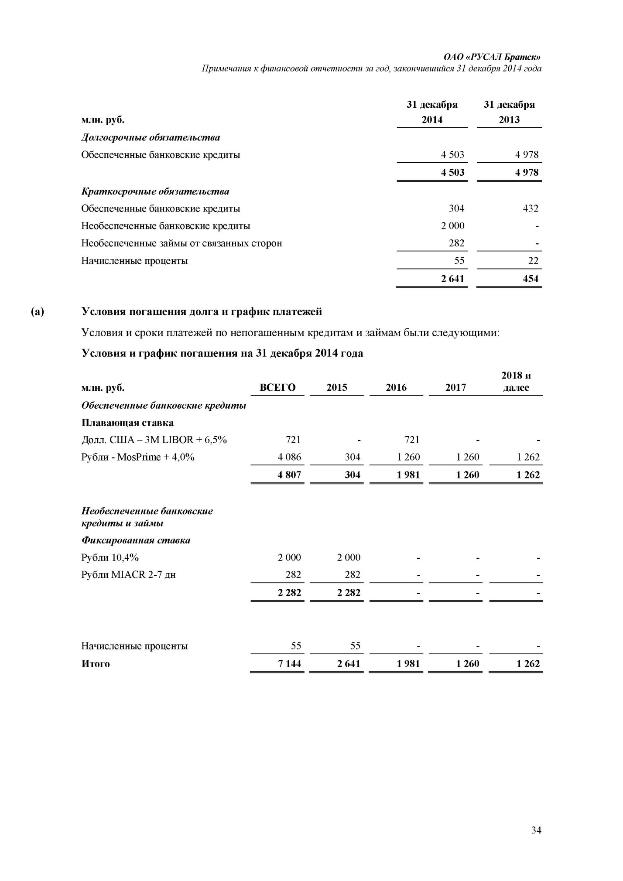 ОАО «РУСАЛ Братск»
Примечания к финансовой отчетности за год, закончившийся 31 декабря 2014 года
31 декабря 31 декабря
млн. руб. 2014 2013
Долгосрочные обязательства
Обеспеченные банковские кредиты 4 503 4 978
4 503 4 978
Краткосрочные обязательства
Обеспеченные банковские кредиты 304 432
Необеспеченные банковские кредиты 2 000 -
Необеспеченные займы от связанных сторон 282 -
Начисленные проценты 55 22
2 641 454
(a) Условия погашения долга и график платежей
Условия и сроки платежей по непогашенным кредитам и займам были следующими:
Условия и график погашения на 31 декабря 2014 года
2018 и
млн. руб. ВСЕГО 2015 2016 2017 далее
Обеспеченные банковские кредиты
Плавающая ставка
Долл. США – 3M LIBOR + 6,5% 721 - 721 - -
Рубли - MosPrime + 4,0% 4 086 304 1 260 1 260 1 262
4 807 304 1 981 1 260 1 262
Необеспеченные банковские
кредиты и займы
Фиксированная ставка
Рубли 10,4% 2 000 2 000 - - -
Рубли MIACR 2-7 дн 282 282 - - -
2 282 2 282 - - -
Начисленные проценты 55 55 - - -
Итого 7 144 2 641 1 981 1 260 1 262
34